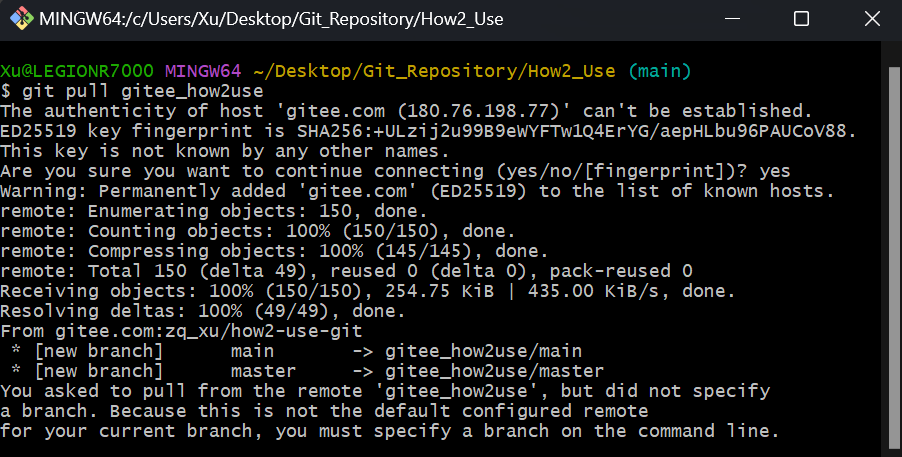 MINGW64:/c/Users/Xu/Desktop/Git_Repository/How2_Use
Xu@LEGIONR7000 MINGW64 ~/Desktop/Git_Repository/How2_Use (main)
$ git pull gitee_how2use
The authenticity of host 'gitee.com (180.76.198.77)' can't be established.
ED25519 key fingerprint is SHA256:+ULzij2u99B9eWYFTw1Q4ErYG/aepHLbu96PAUCoV88.
This key is not known by any other names.
Are you sure you want to continue connecting (yes/no/[fingerprint])? yes
Warning: Permanently added 'gitee.com' (ED25519) to the list of known hosts.
remote: Enumerating objects: 150, done.
remote: Counting objects: 100% (150/150), done.
remote: Compressing objects: 100% (145/145), done.
remote: Total 150 (delta 49), reused 0 (delta 0), pack-reused 0
Receiving objects: 100% (150/150), 254.75 KiB | 435.00 KiB/s, done.
Resolving deltas: 100% (49/49), done.
From gitee.com:zq_xu/how2-use-git
 * [new branch]      main       -> gitee_how2use/main
 * [new branch]      master     -> gitee_how2use/master
You asked to pull from the remote 'gitee_how2use', but did not specify
a branch. Because this is not the default configured remote
for your current branch, you must specify a branch on the command line.